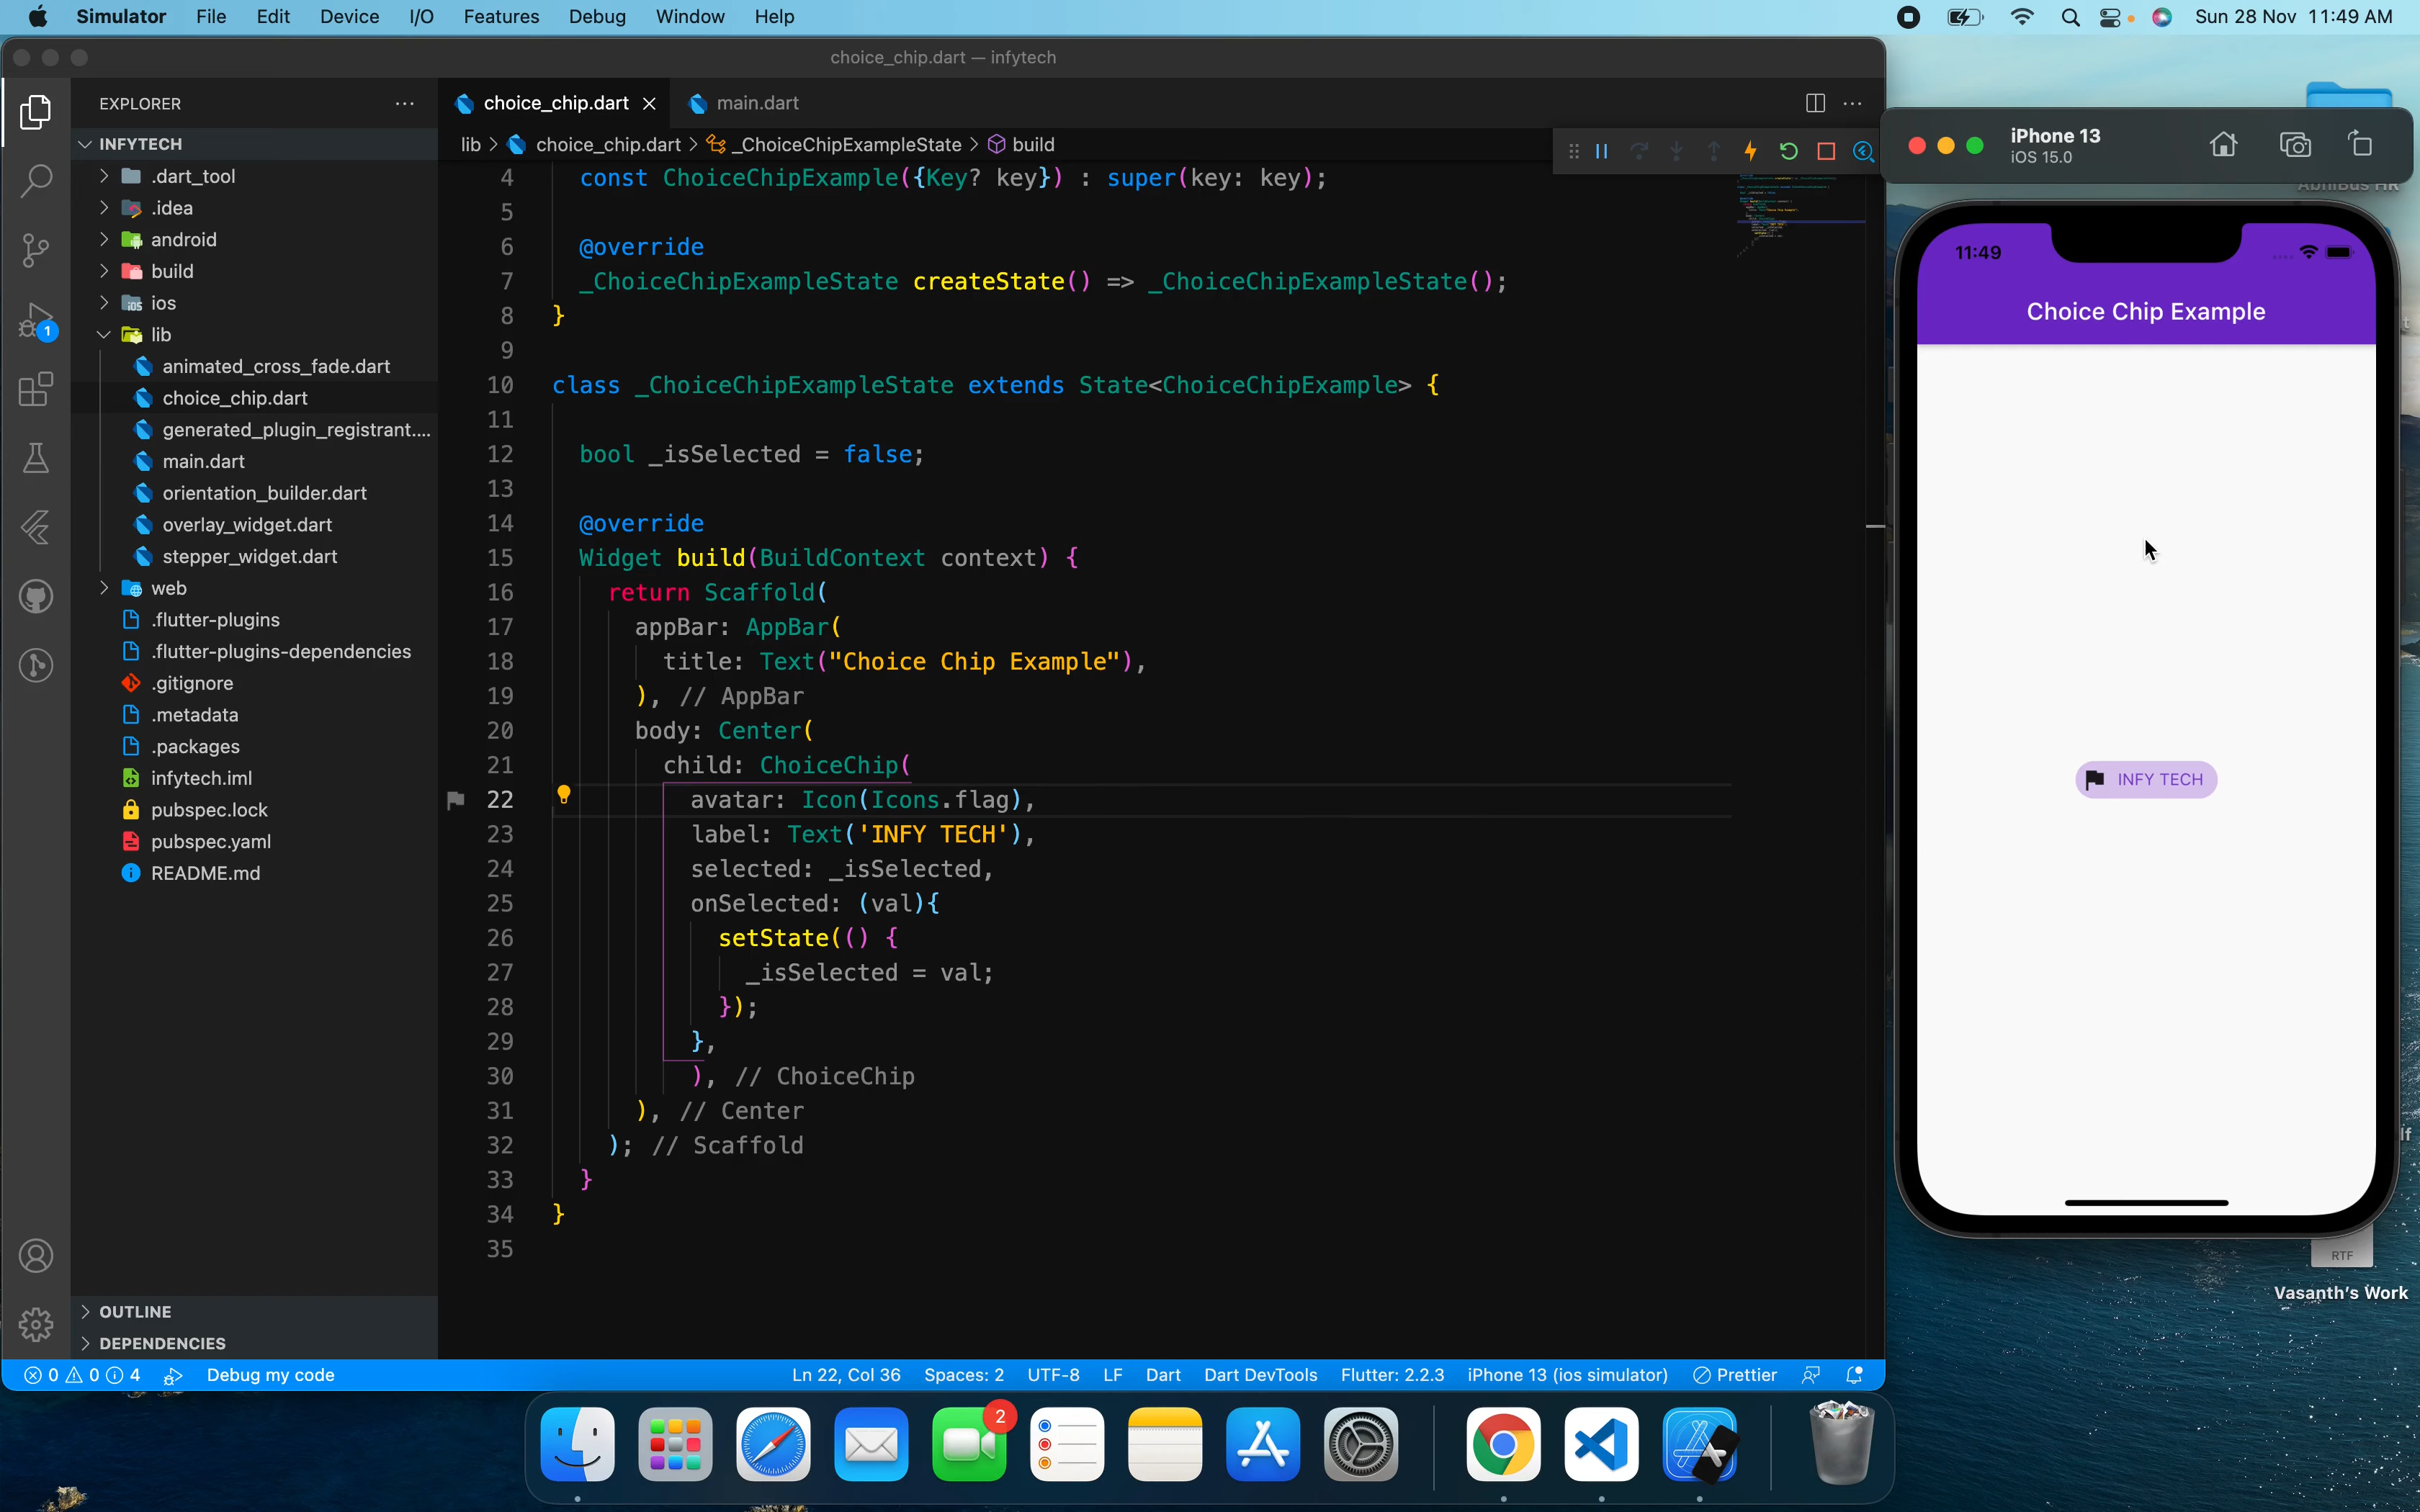 Simulator File Edit Device I/O Features Debug Window Help
Sun 28 Nov 11:49 AM
choice_chip.dart — infytech
EXPLORER
choice_chip.dart
main.dart
INFYTECH
lib > choice_chip.dart > _ChoiceChipExampleState > build
.dart_tool
.idea
android
build
ios
lib
animated_cross_fade.dart
choice_chip.dart
generated_plugin_registrant....
main.dart
orientation_builder.dart
overlay_widget.dart
stepper_widget.dart
web
.flutter-plugins
.flutter-plugins-dependencies
.gitignore
.metadata
.packages
infytech.iml
pubspec.lock
pubspec.yaml
README.md
OUTLINE
DEPENDENCIES
1
4 const ChoiceChipExample({Key? key}) : super(key: key);
5
6 @override
7 _ChoiceChipExampleState createState() => _ChoiceChipExampleState();
8 }
9
10 class _ChoiceChipExampleState extends State<ChoiceChipExample> {
11
12 bool _isSelected = false;
13
14 @override
15 Widget build(BuildContext context) {
16 return Scaffold(
17 appBar: AppBar(
18 title: Text("Choice Chip Example"),
19 ), // AppBar
20 body: Center(
21 child: ChoiceChip(
22 avatar: Icon(Icons.flag),
23 label: Text('INFY TECH'),
24 selected: _isSelected,
25 onSelected: (val){
26 setState(() {
27 _isSelected = val;
28 });
29 },
30 ), // ChoiceChip
31 ), // Center
32 ); // Scaffold
33 }
34 }
35
iPhone 13
iOS 15.0
AbhiBus HR
11:49
Choice Chip Example
INFY TECH
RTF
Vasanth's Work
0 0 4 Debug my code
Ln 22, Col 36 Spaces: 2 UTF-8 LF Dart Dart DevTools Flutter: 2.2.3 iPhone 13 (ios simulator) Prettier
2